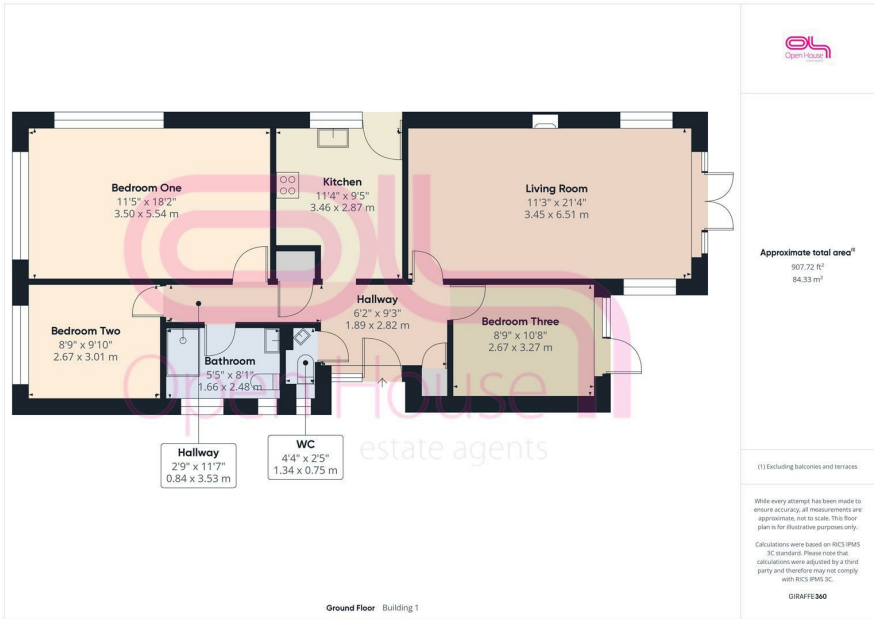 Open House
Bedroom One
11'5" x 18'2"
3.50 x 5.54 m
Kitchen
11'4" x 9'5"
3.46 x 2.87 m
Living Room
11'3" x 21'4"
3.45 x 6.51 m
Approximate total area(1)
907.72 ft²
84.33 m²
Hallway
6'2" x 9'3"
1.89 x 2.82 m
Bedroom Two
8'9" x 9'10"
2.67 x 3.01 m
Bedroom Three
8'9" x 10'8"
2.67 x 3.27 m
Bathroom
5'5" x 8'1"
1.66 x 2.48 m
Open House
estate agents
Hallway
2'9" x 11'7"
0.84 x 3.53 m
WC
4'4" x 2'5"
1.34 x 0.75 m
(1) Excluding balconies and terraces
While every attempt has been made to
ensure accuracy, all measurements are
approximate, not to scale. This floor
plan is for illustrative purposes only.
Calculations were based on RICS IPMS
3C standard. Please note that
calculations were adjusted by a third
party and therefore may not comply
with RICS IPMS 3C.
GIRAFFE360
Ground Floor Building 1